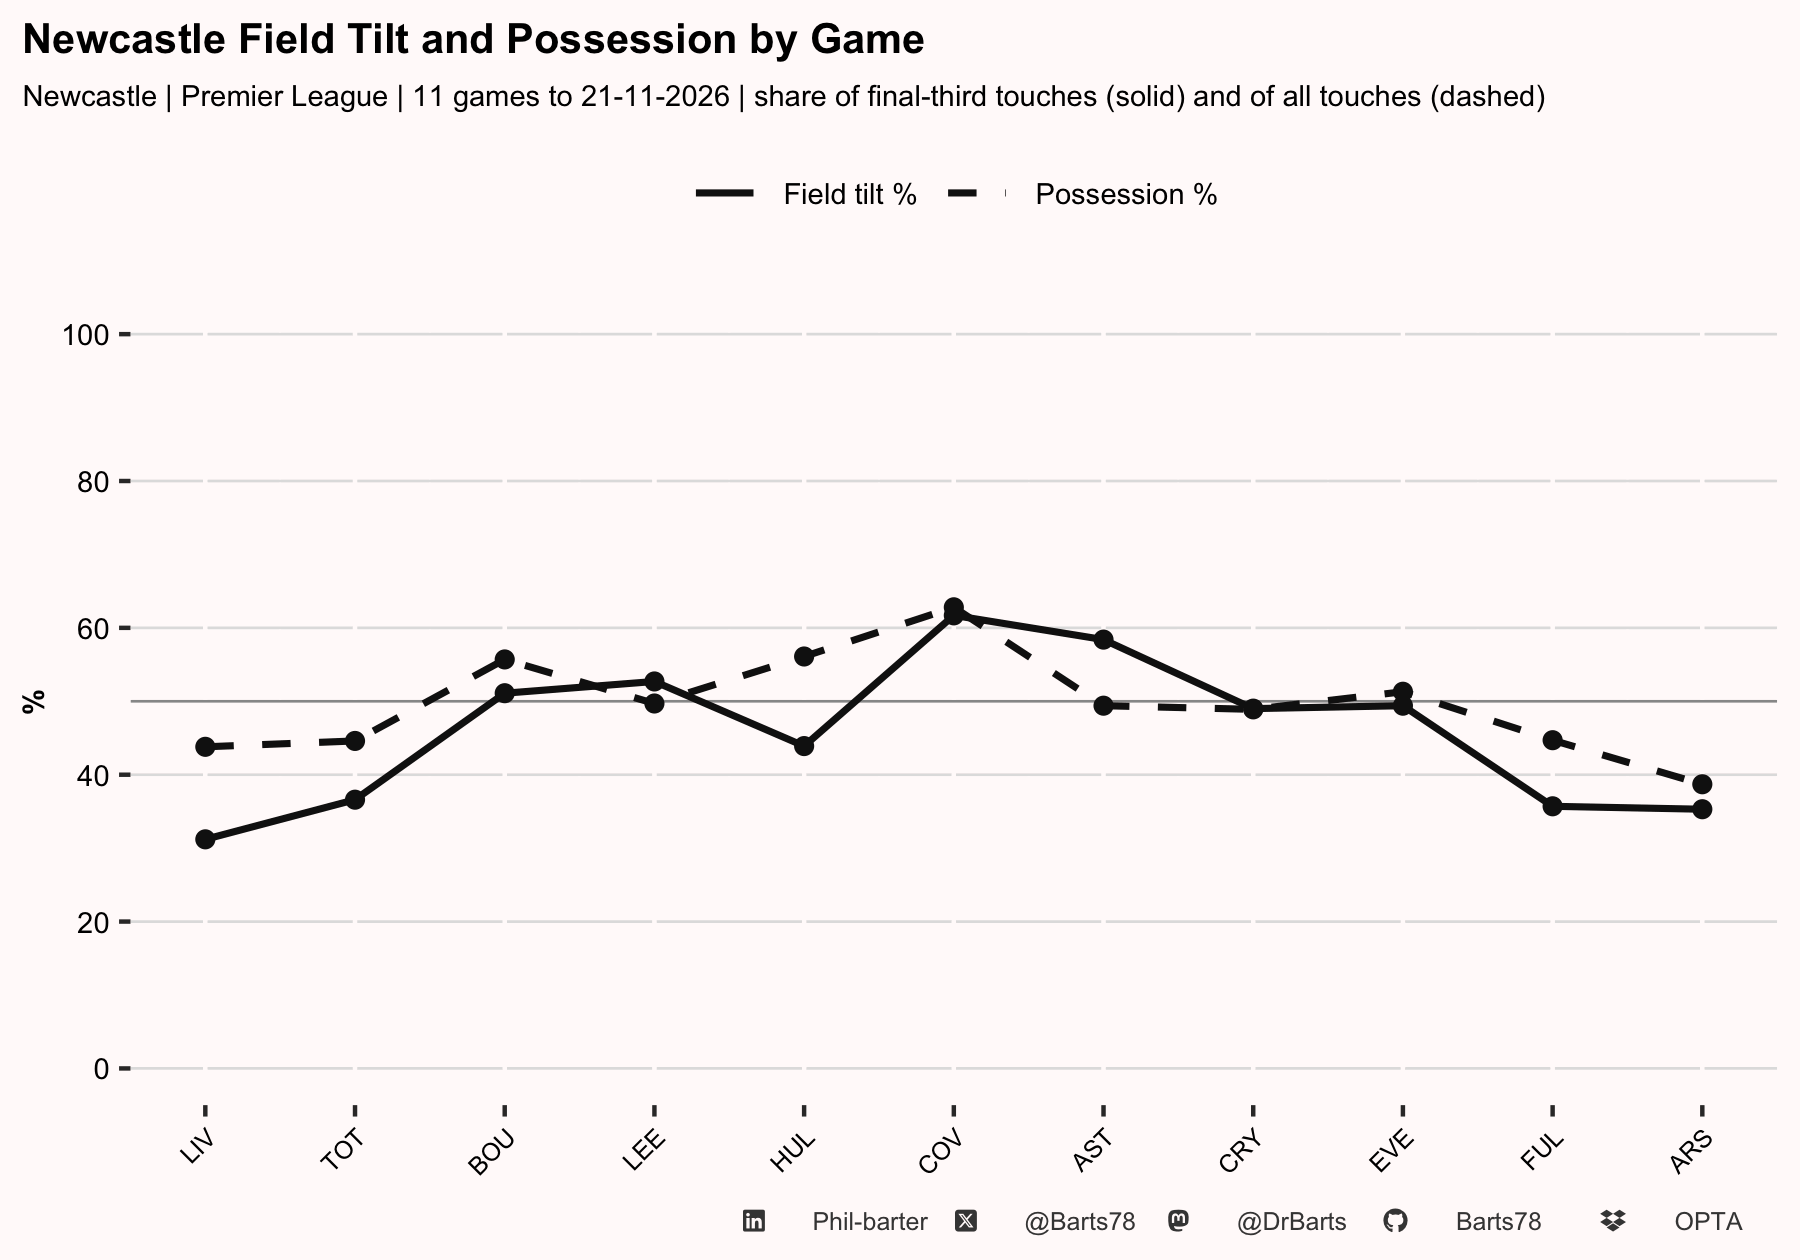 Newcastle Field Tilt and Possession by Game
Newcastle | Premier League | 11 games to 21-11-2026 | share of final-third touches (solid) and of all touches (dashed)
Field tilt % Possession %
100
80
60
40
20
0
%
LIV TOT BOU LEE HUL COV AST CRY EVE FUL ARS
Phil-barter @Barts78 @DrBarts Barts78 OPTA